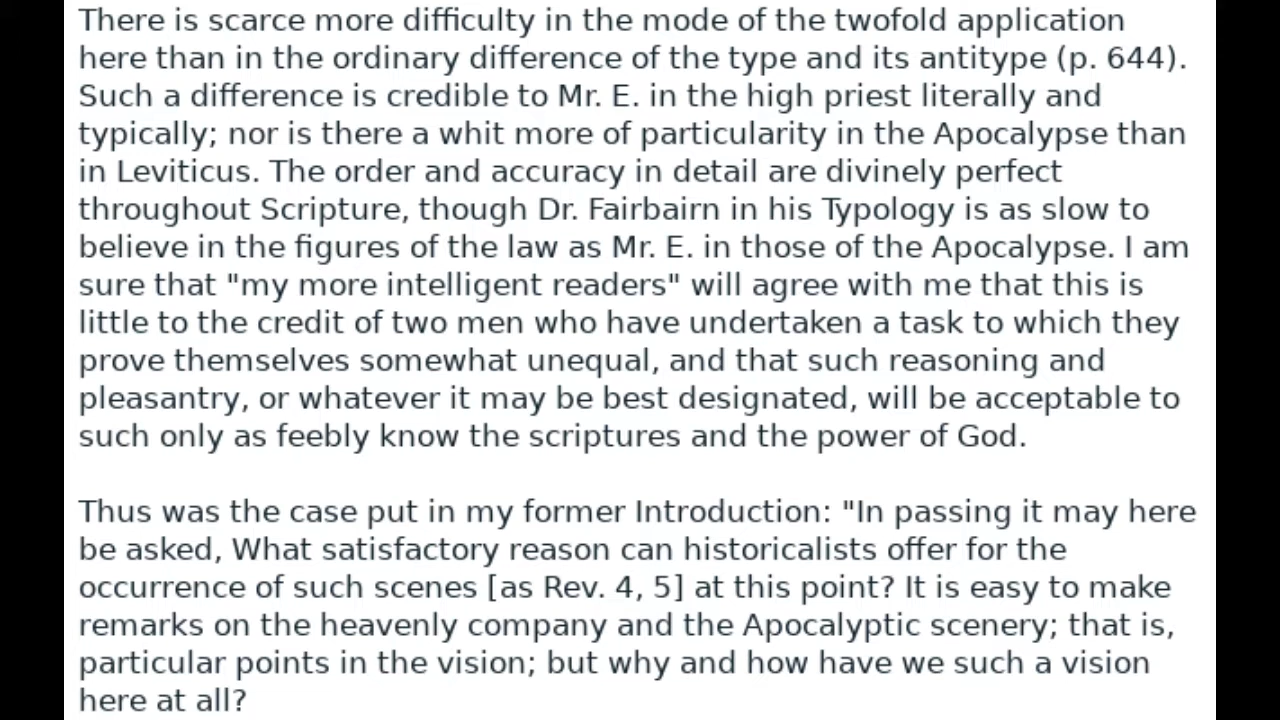 There is scarce more difficulty in the mode of the twofold application
here than in the ordinary difference of the type and its antitype (p. 644).
Such a difference is credible to Mr. E. in the high priest literally and
typically; nor is there a whit more of particularity in the Apocalypse than
in Leviticus. The order and accuracy in detail are divinely perfect
throughout Scripture, though Dr. Fairbairn in his Typology is as slow to
believe in the figures of the law as Mr. E. in those of the Apocalypse. I am
sure that "my more intelligent readers" will agree with me that this is
little to the credit of two men who have undertaken a task to which they
prove themselves somewhat unequal, and that such reasoning and
pleasantry, or whatever it may be best designated, will be acceptable to
such only as feebly know the scriptures and the power of God.
Thus was the case put in my former Introduction: "In passing it may here
be asked, What satisfactory reason can historicalists offer for the
occurrence of such scenes [as Rev. 4, 5] at this point? It is easy to make
remarks on the heavenly company and the Apocalyptic scenery; that is,
particular points in the vision; but why and how have we such a vision
here at all?